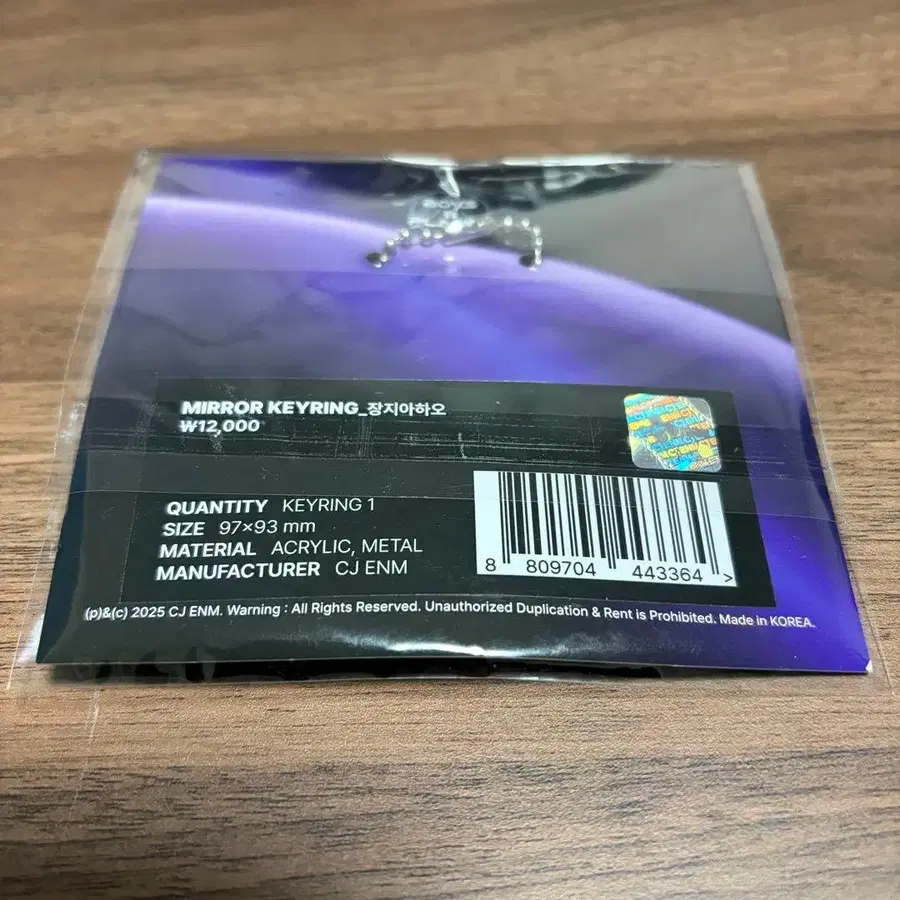 BOYS
MIRROR KEYRING_장지아하오
₩12,000
QUANTITY KEYRING 1
SIZE 97×93 mm
MATERIAL ACRYLIC, METAL
MANUFACTURER CJ ENM
8 809704 443364 >
(p)&(c) 2025 CJ ENM. Warning : All Rights Reserved. Unauthorized Duplication & Rent is Prohibited. Made in KOREA.